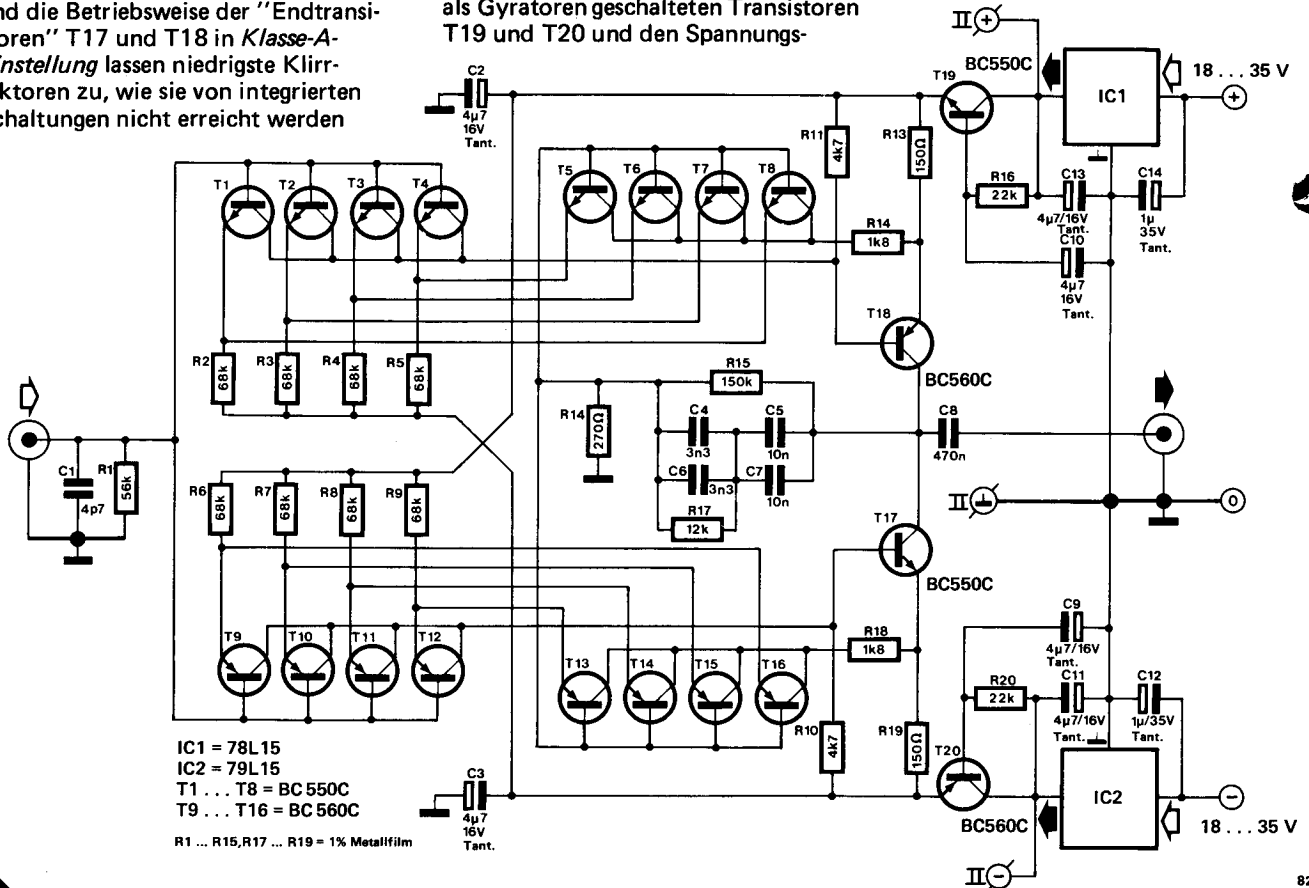 nd die Betriebsweise der "Endtransi-
oren" T17 und T18 in Klasse-A-
instellung lassen niedrigste Klirr-
ktoren zu, wie sie von integrierten
chaltungen nicht erreicht werden
als Gyratoren geschalteten Transistoren
T19 und T20 und den Spannungs-
C2
4µ7
16V
Tant.
II +
T19
BC550C
IC1
18 ... 35 V
+
R11
4k7
R13
150Ω
R16
22k
C13
4µ7/16V
Tant.
C14
1µ
35V
Tant.
C10
4µ7
16V
Tant.
T1
T2
T3
T4
T5
T6
T7
T8
R14
1k8
T18
BC560C
R2
68k
R3
68k
R4
68k
R5
68k
R15
150k
R14
270Ω
C4
3n3
C5
10n
C6
3n3
C7
10n
R17
12k
C8
470n
C1
4p7
R1
56k
R6
68k
R7
68k
R8
68k
R9
68k
II
0
T17
BC550C
T9
T10
T11
T12
T13
T14
T15
T16
R18
1k8
R10
4k7
R19
150Ω
C9
4µ7/16V
Tant.
R20
22k
C11
4µ7/16V
Tant.
C12
1µ/35V
Tant.
T20
BC560C
IC2
−
18 ... 35 V
II −
C3
4µ7
16V
Tant.
IC1 = 78L15
IC2 = 79L15
T1 ... T8 = BC 550C
T9 ... T16 = BC 560C
R1 ... R15,R17 ... R19 = 1% Metallfilm
82